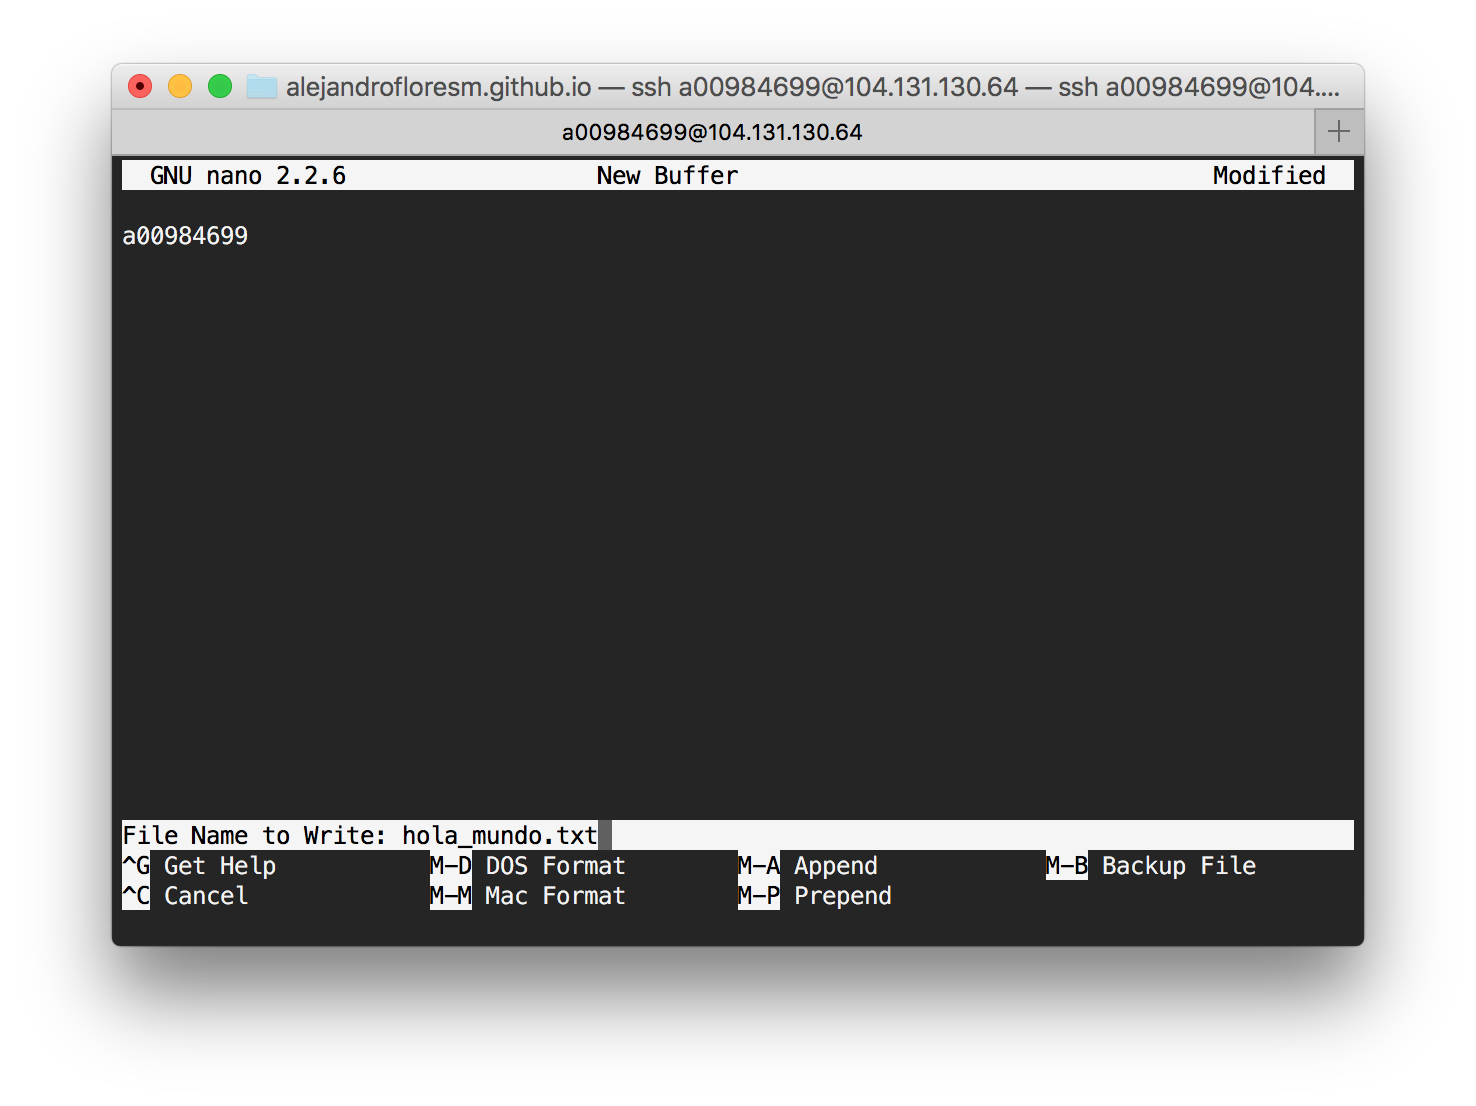 alejandrofloresm.github.io — ssh a00984699@104.131.130.64 — ssh a00984699@104....
a00984699@104.131.130.64
GNU nano 2.2.6 New Buffer Modified
a00984699
File Name to Write: hola_mundo.txt
^G Get Help M-D DOS Format M-A Append M-B Backup File
^C Cancel M-M Mac Format M-P Prepend